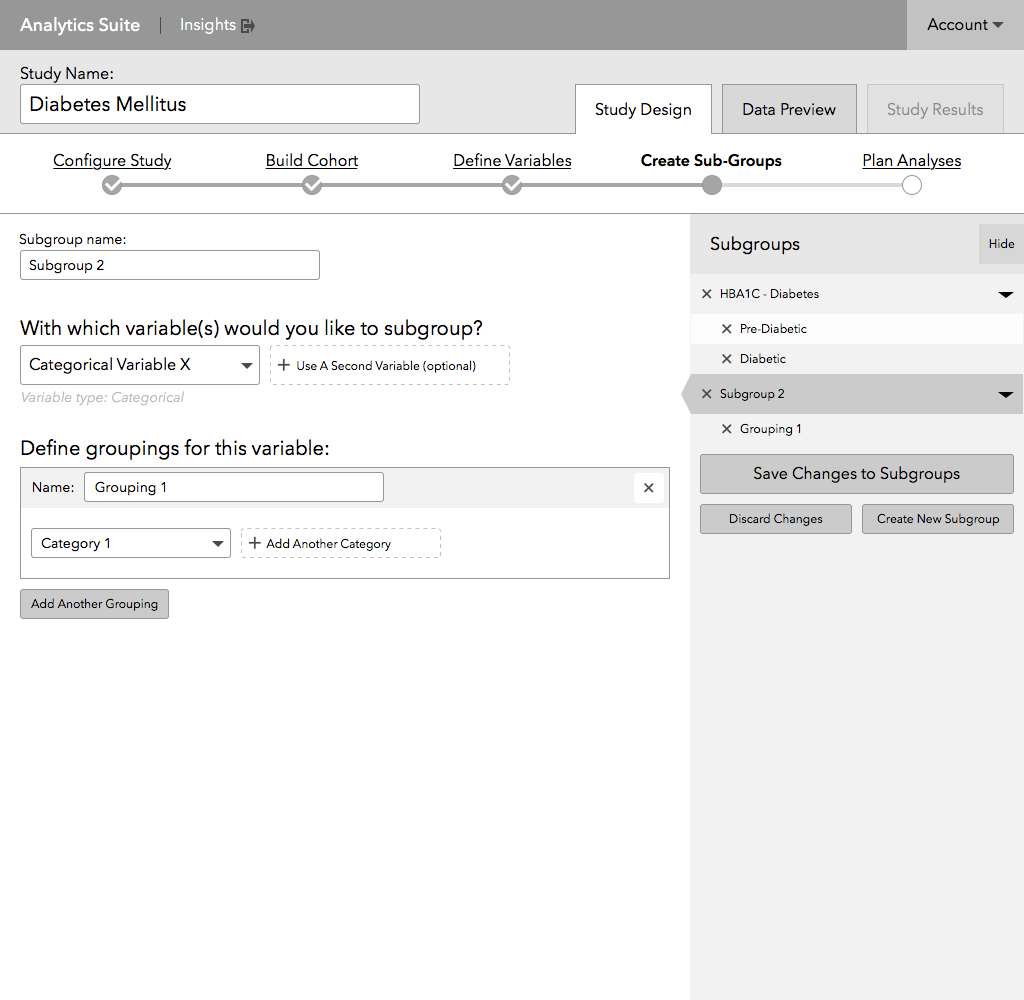 Analytics Suite | Insights Account
Study Name:
Diabetes Mellitus
Study Design Data Preview Study Results
Configure Study Build Cohort Define Variables Create Sub-Groups Plan Analyses
Subgroup name:
Subgroup 2
With which variable(s) would you like to subgroup?
Categorical Variable X + Use A Second Variable (optional)
Variable type: Categorical
Define groupings for this variable:
Name: Grouping 1 ×
Category 1 + Add Another Category
Add Another Grouping
Subgroups Hide
× HBA1C - Diabetes
× Pre-Diabetic
× Diabetic
× Subgroup 2
× Grouping 1
Save Changes to Subgroups
Discard Changes Create New Subgroup